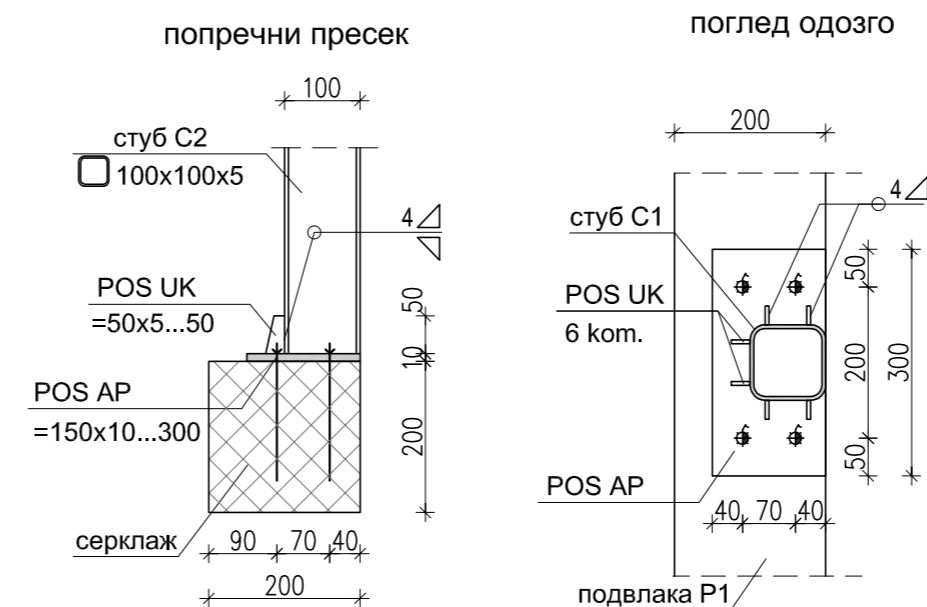 попречни пресек
100
стуб C2
100x100x5
4
POS UK
=50x5...50
50
10
POS AP
=150x10...300
200
серклаж
90
70
40
200
поглед одозго
200
4
стуб C1
POS UK
6 kom.
50
200
300
50
POS AP
40
70
40
подвлака P1